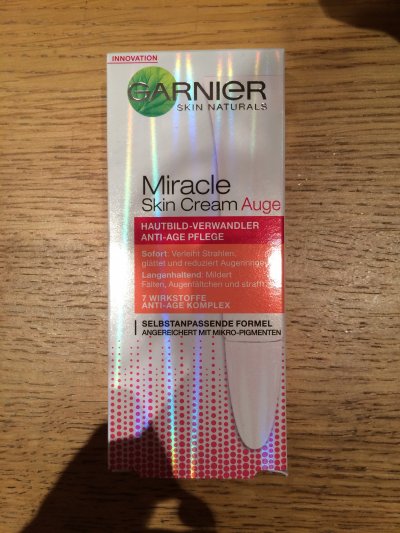 INNOVATION
GARNIER
SKIN NATURALS
Miracle
Skin Cream Auge
HAUTBILD-VERWANDLER
ANTI-AGE PFLEGE
Sofort: Verleiht Strahlen,
glättet und reduziert Augenringe
Langenhaltend: Mildert
Falten, Augenfältchen und strafft
7 WIRKSTOFFE
ANTI-AGE KOMPLEX
SELBSTANPASSENDE FORMEL
ANGEREICHERT MIT MIKRO-PIGMENTEN